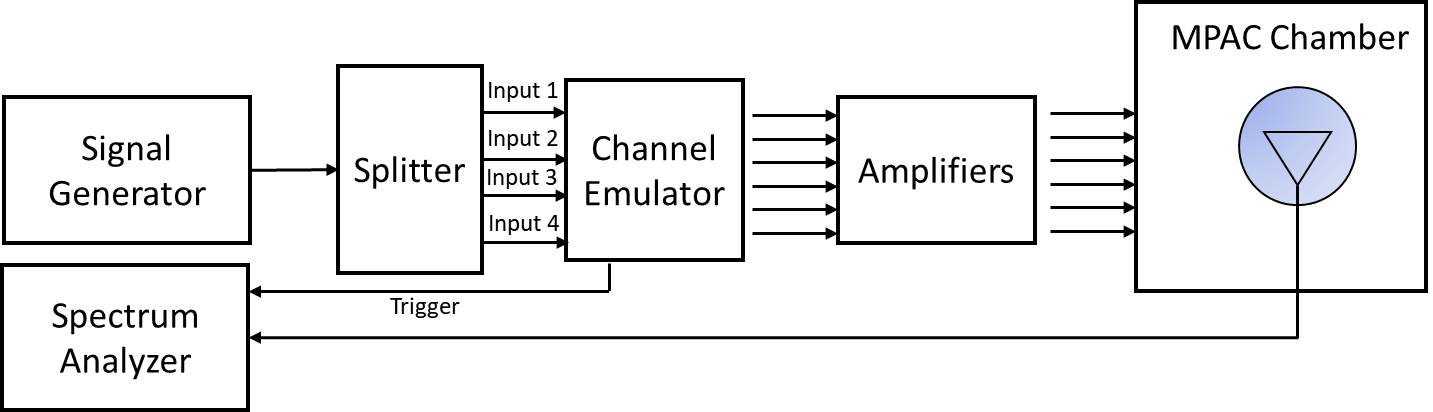 MPAC Chamber
Signal
Generator
Splitter
Input 1
Input 2
Input 3
Input 4
Channel
Emulator
Amplifiers
Trigger
Spectrum
Analyzer